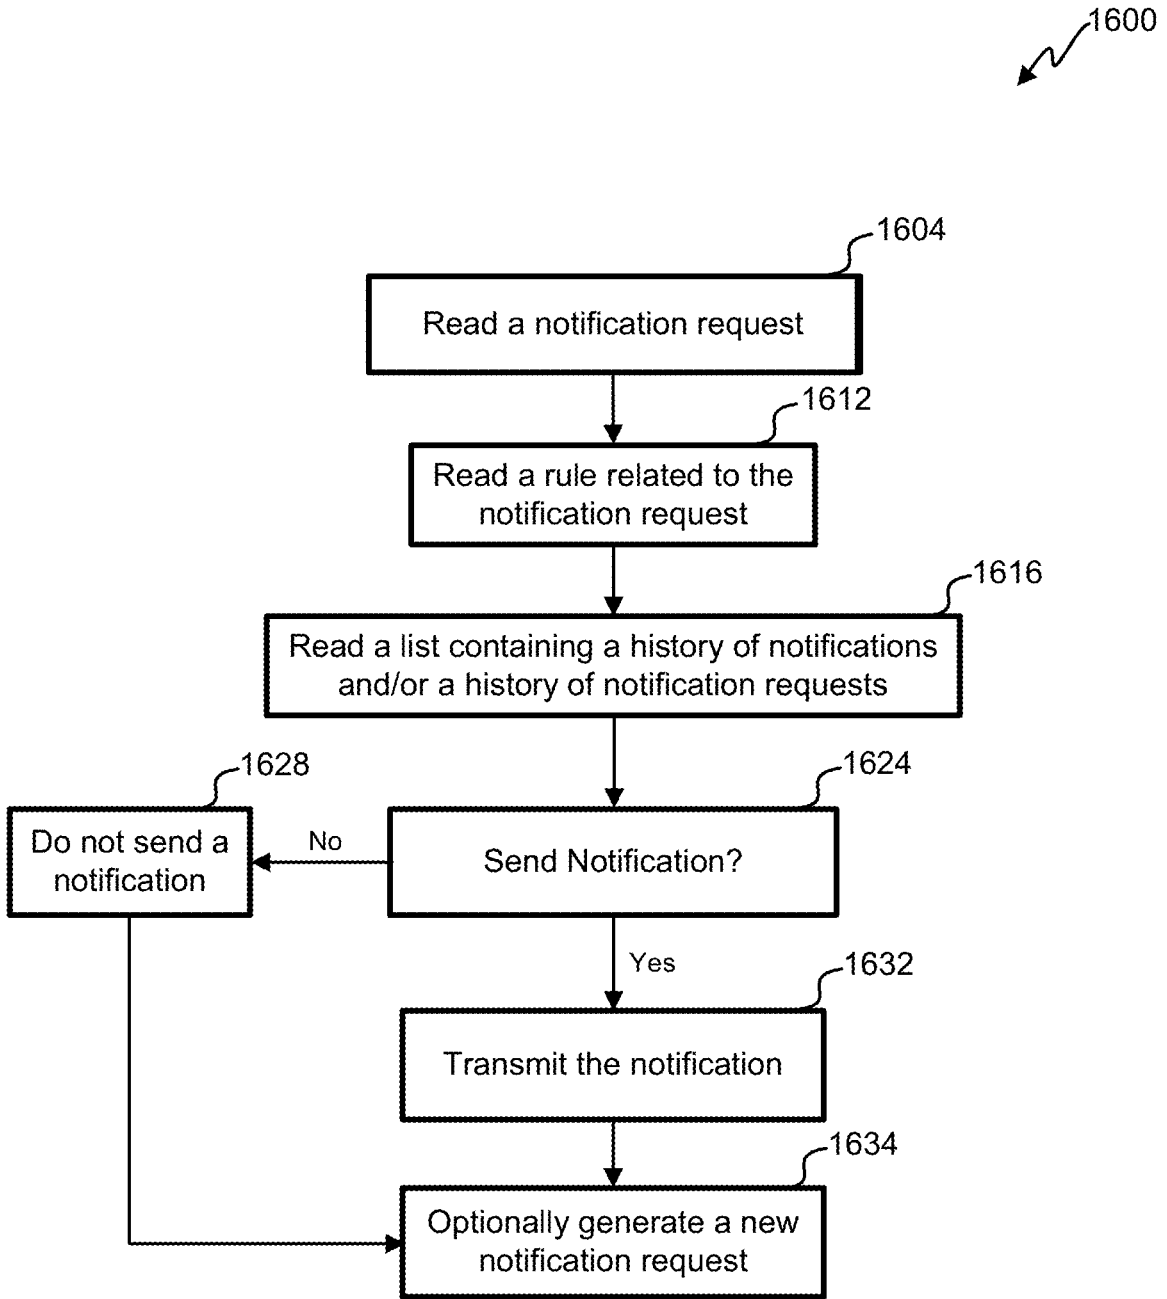 1600
1604
Read a notification request
1612
Read a rule related to the
notification request
1616
Read a list containing a history of notifications
and/or a history of notification requests
1628
1624
Do not send a
notification
No
Send Notification?
Yes
1632
Transmit the notification
1634
Optionally generate a new
notification request